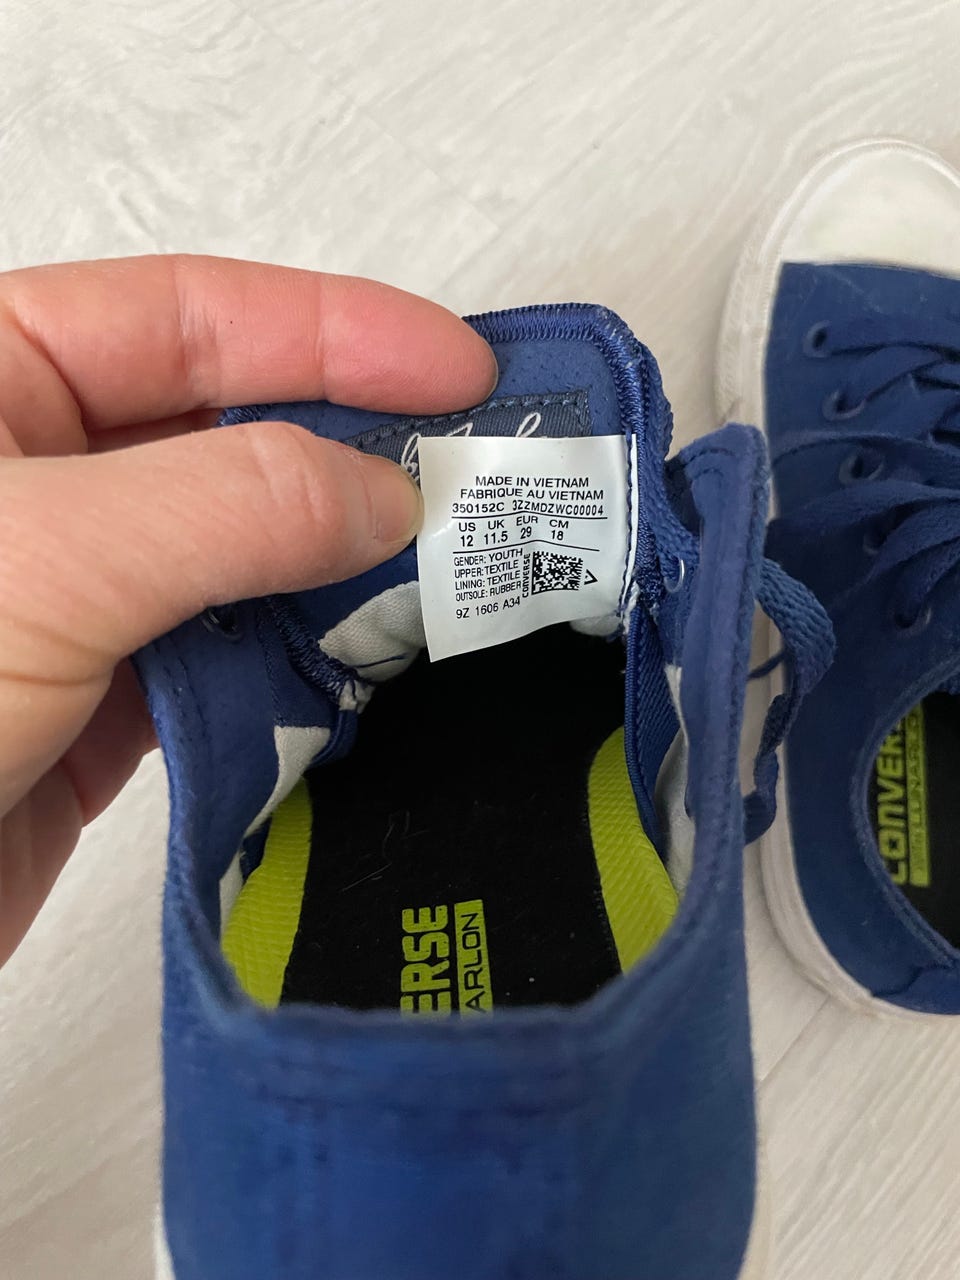 MADE IN VIETNAM
FABRIQUE AU VIETNAM
350152C 3ZZMDZWC00004
US UK EUR CM
12 11.5 29 18
GENDER: YOUTH
UPPER: TEXTILE
LINING: TEXTILE
OUTSOLE: RUBBER
CONVERSE
9Z 1606 A34
ERSE
ARLON
CONVERS